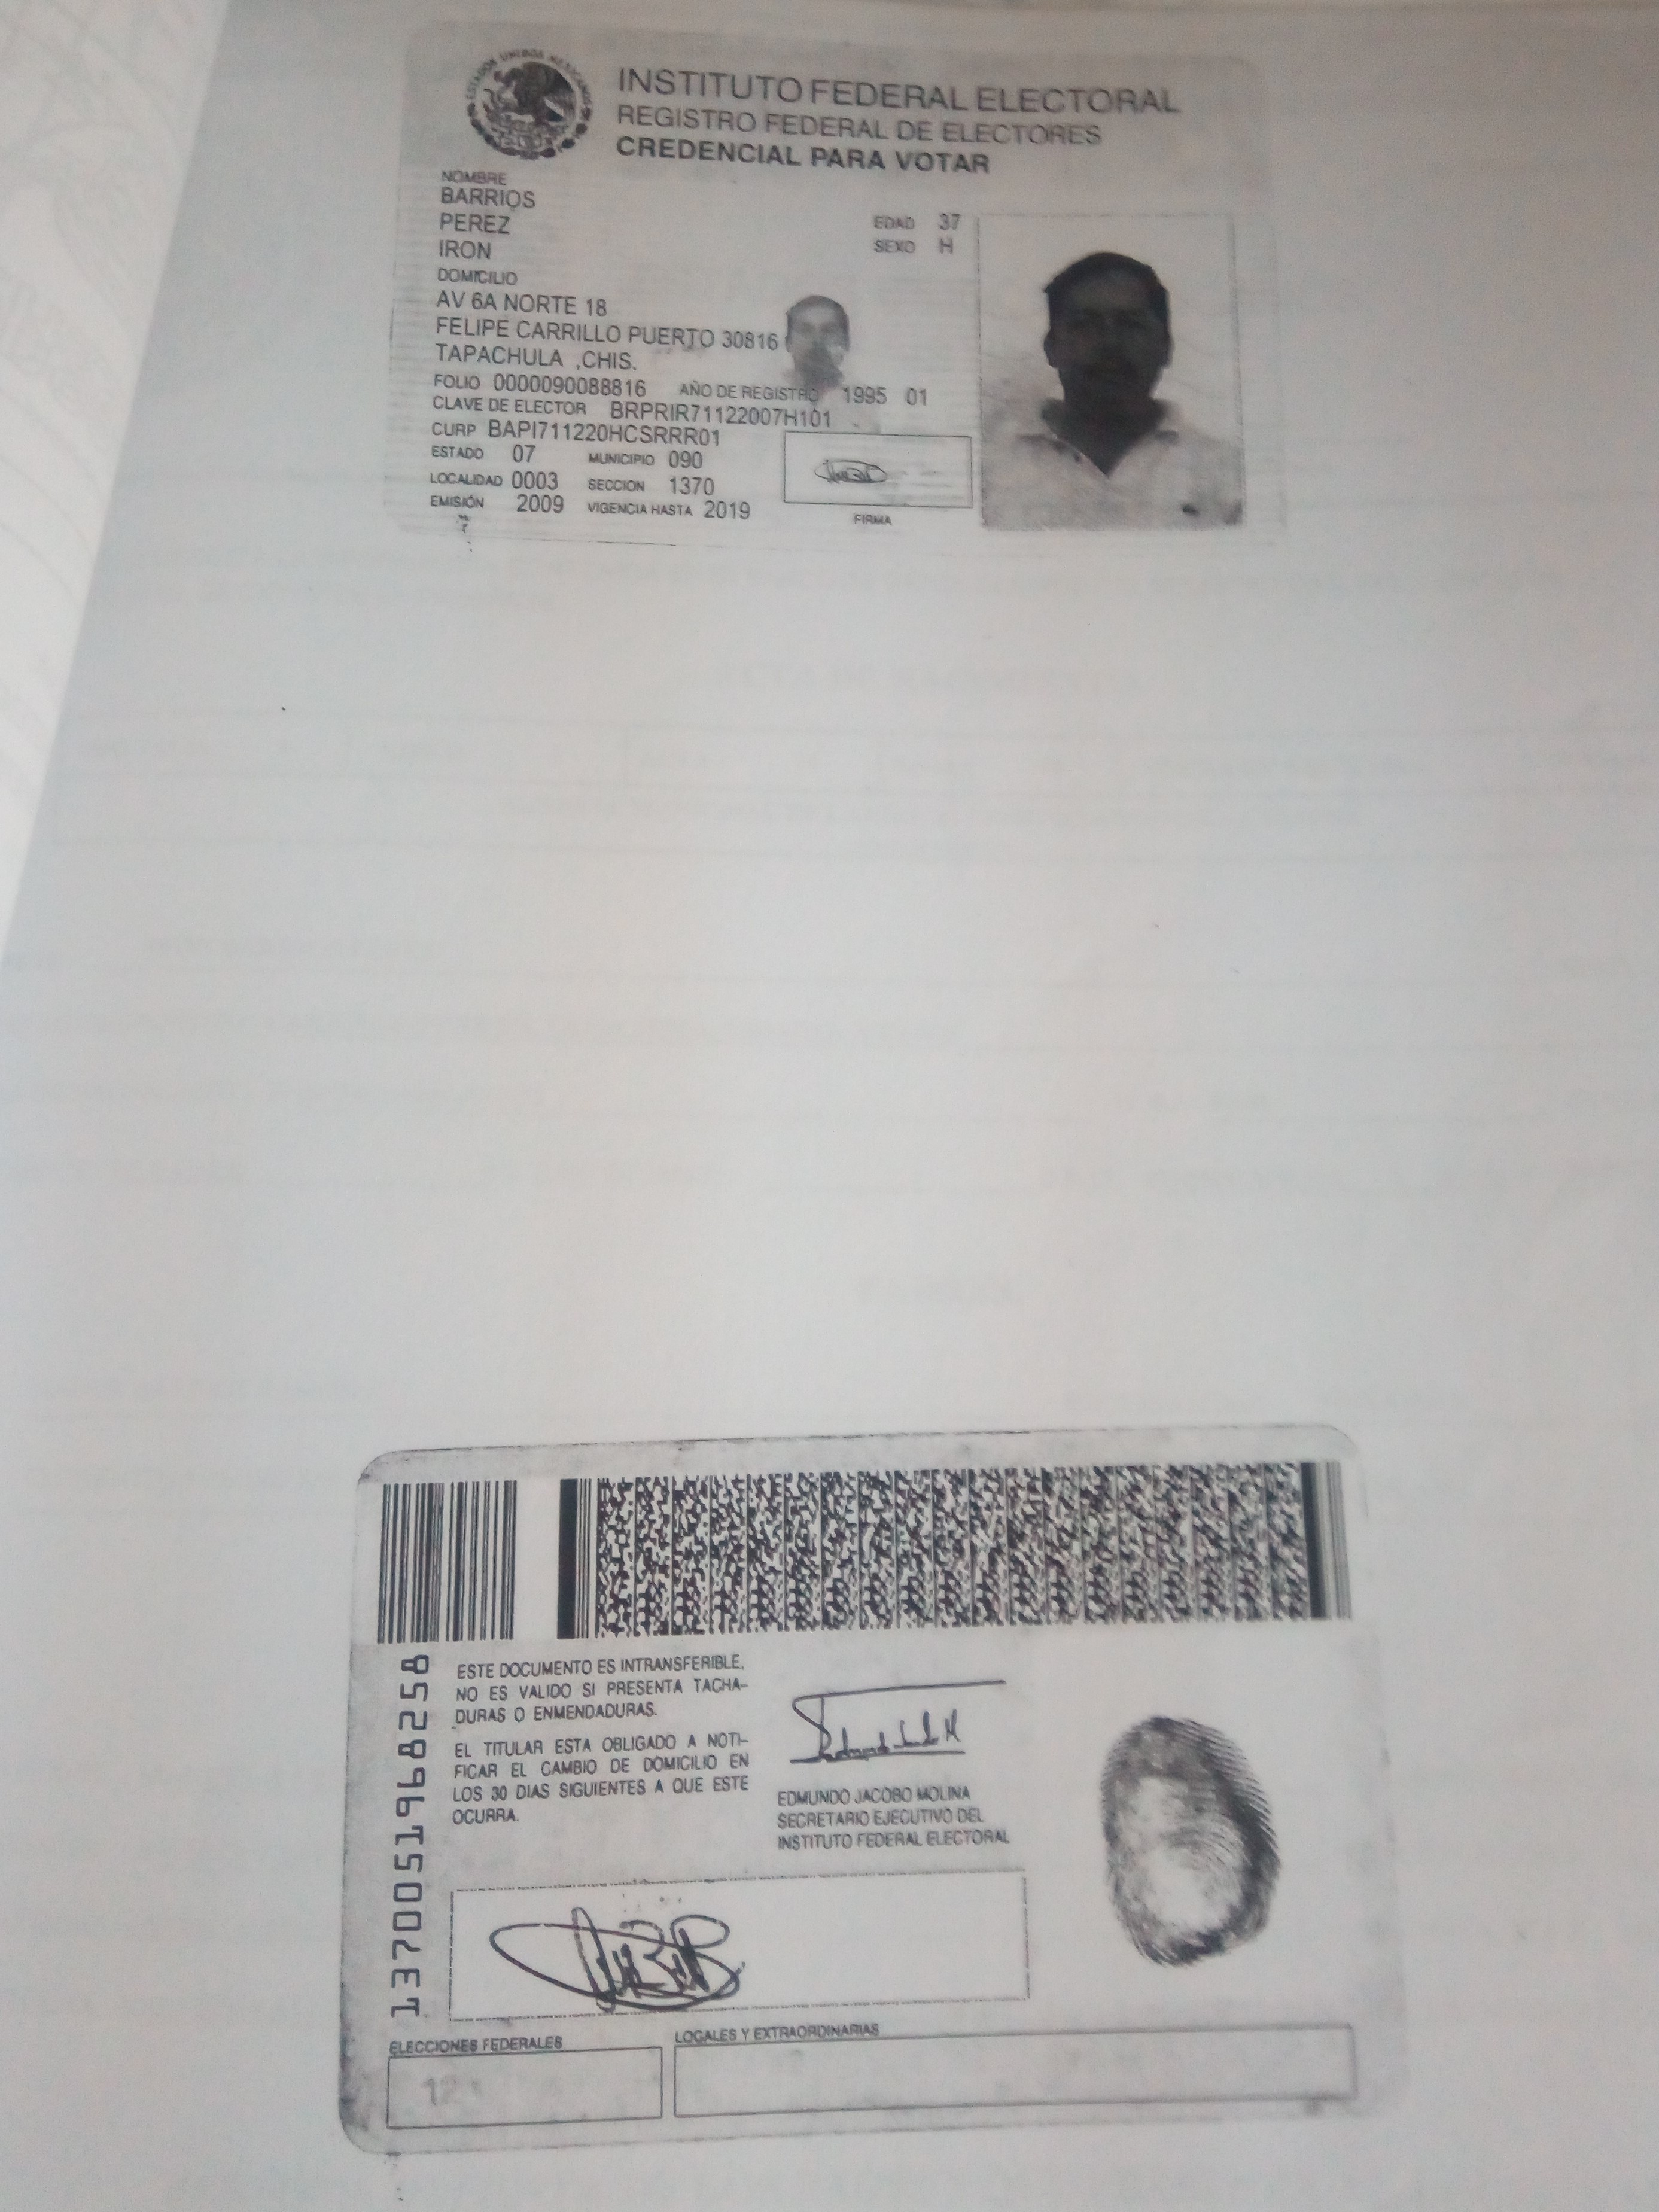 ESTADOS UNIDOS MEXICANOS
INSTITUTO FEDERAL ELECTORAL
REGISTRO FEDERAL DE ELECTORES
CREDENCIAL PARA VOTAR
NOMBRE
BARRIOS
PEREZ
IRON
EDAD 37
SEXO H
DOMICILIO
AV 6A NORTE 18
FELIPE CARRILLO PUERTO 30816
TAPACHULA ,CHIS.
FOLIO 0000090088816 AÑO DE REGISTRO 1995 01
CLAVE DE ELECTOR BRPRIR71122007H101
CURP BAPI711220HCSRRR01
ESTADO 07 MUNICIPIO 090
LOCALIDAD 0003 SECCION 1370
EMISIÓN 2009 VIGENCIA HASTA 2019
FIRMA
1370051968258
ESTE DOCUMENTO ES INTRANSFERIBLE,
NO ES VALIDO SI PRESENTA TACHA-
DURAS O ENMENDADURAS.
EL TITULAR ESTA OBLIGADO A NOTI-
FICAR EL CAMBIO DE DOMICILIO EN
LOS 30 DIAS SIGUIENTES A QUE ESTE
OCURRA.
EDMUNDO JACOBO MOLINA
SECRETARIO EJECUTIVO DEL
INSTITUTO FEDERAL ELECTORAL
ELECCIONES FEDERALES
LOCALES Y EXTRAORDINARIAS
12